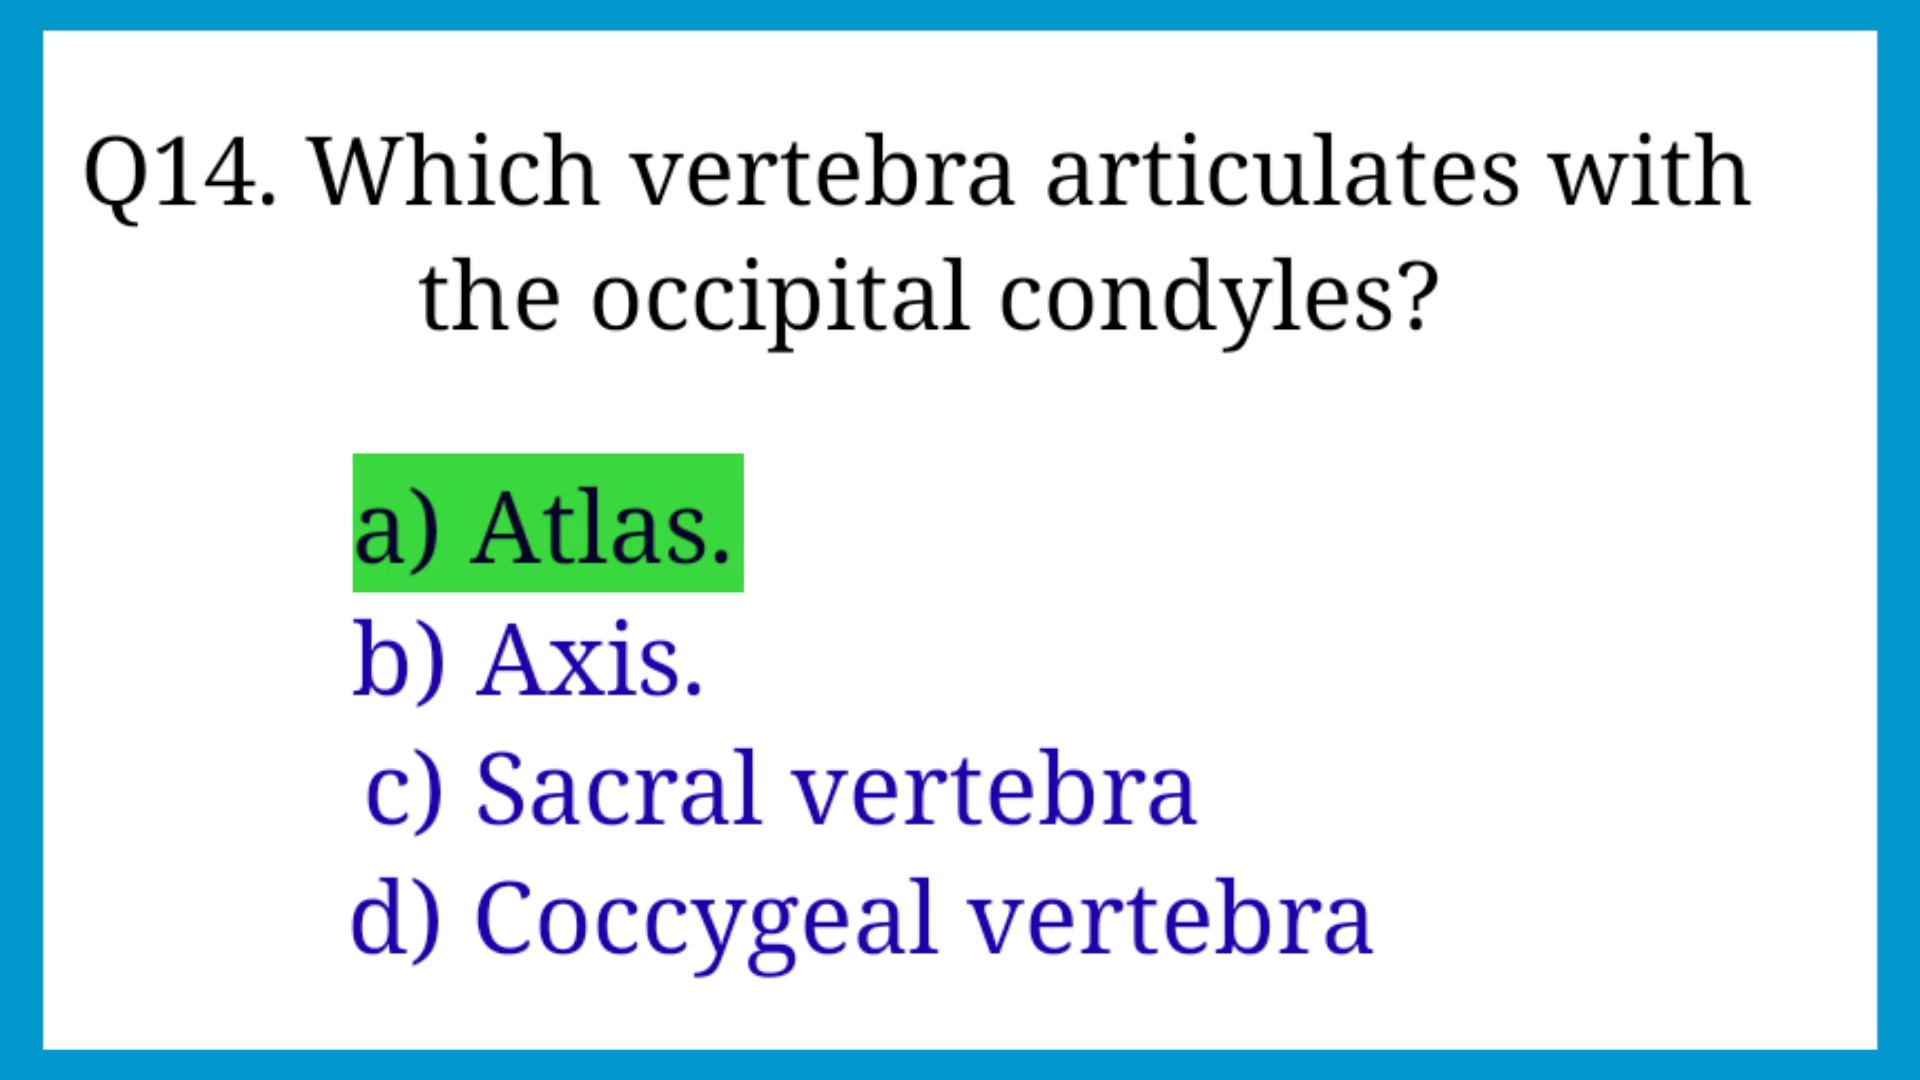 Q14. Which vertebra articulates with
the occipital condyles?
a) Atlas.
b) Axis.
c) Sacral vertebra
d) Coccygeal vertebra